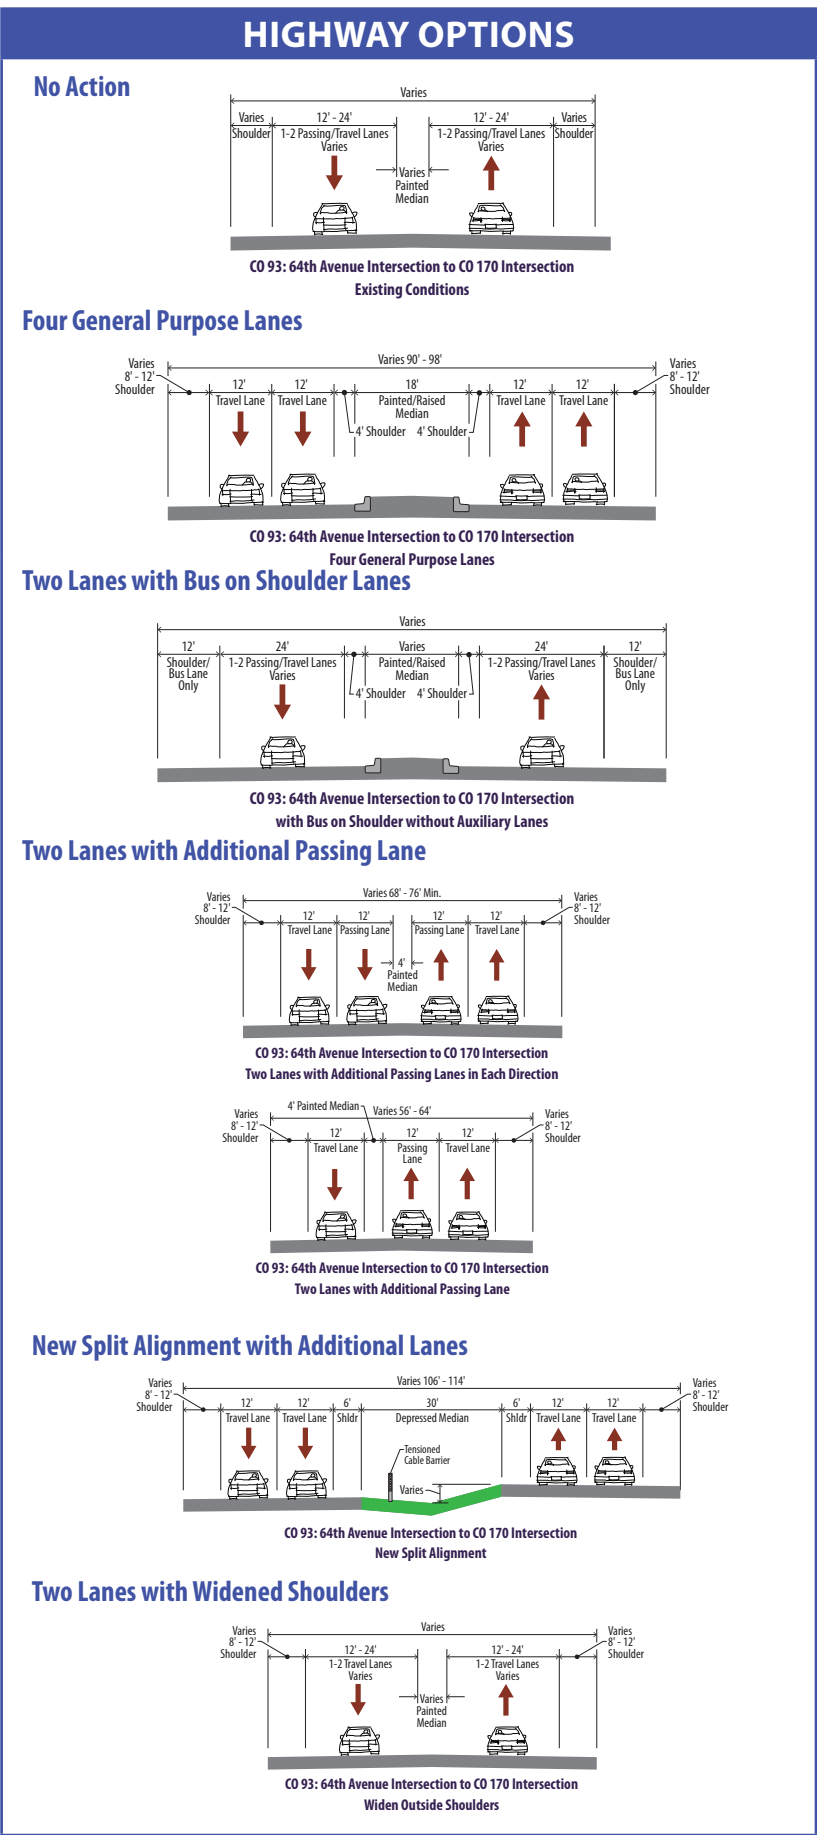 HIGHWAY OPTIONS
No Action
Varies
Varies
Shoulder
12' - 24'
1-2 Passing/Travel Lanes
Varies
Varies
Painted
Median
12' - 24'
1-2 Passing/Travel Lanes
Varies
Varies
Shoulder
CO 93: 64th Avenue Intersection to CO 170 Intersection
Existing Conditions
Four General Purpose Lanes
Varies 90' - 98'
Varies
8' - 12'
Shoulder
12'
Travel Lane
12'
Travel Lane
4' Shoulder
18'
Painted/Raised
Median
4' Shoulder
12'
Travel Lane
12'
Travel Lane
Varies
8' - 12'
Shoulder
CO 93: 64th Avenue Intersection to CO 170 Intersection
Four General Purpose Lanes
Two Lanes with Bus on Shoulder Lanes
Varies
12'
Shoulder/
Bus Lane
Only
24'
1-2 Passing/Travel Lanes
Varies
4' Shoulder
Varies
Painted/Raised
Median
4' Shoulder
24'
1-2 Passing/Travel Lanes
Varies
12'
Shoulder/
Bus Lane
Only
CO 93: 64th Avenue Intersection to CO 170 Intersection
with Bus on Shoulder without Auxiliary Lanes
Two Lanes with Additional Passing Lane
Varies 68' - 76' Min.
Varies
8' - 12'
Shoulder
12'
Travel Lane
12'
Passing Lane
4'
Painted
Median
12'
Passing Lane
12'
Travel Lane
Varies
8' - 12'
Shoulder
CO 93: 64th Avenue Intersection to CO 170 Intersection
Two Lanes with Additional Passing Lanes in Each Direction
4' Painted Median
Varies 56' - 64'
Varies
8' - 12'
Shoulder
12'
Travel Lane
12'
Passing
Lane
12'
Travel Lane
Varies
8' - 12'
Shoulder
CO 93: 64th Avenue Intersection to CO 170 Intersection
Two Lanes with Additional Passing Lane
New Split Alignment with Additional Lanes
Varies 106' - 114'
Varies
8' - 12'
Shoulder
12'
Travel Lane
12'
Travel Lane
6'
Shldr
30'
Depressed Median
6'
Shldr
12'
Travel Lane
12'
Travel Lane
Varies
8' - 12'
Shoulder
Tensioned
Cable Barrier
Varies
CO 93: 64th Avenue Intersection to CO 170 Intersection
New Split Alignment
Two Lanes with Widened Shoulders
Varies
Varies
8' - 12'
Shoulder
12' - 24'
1-2 Travel Lanes
Varies
Varies
Painted
Median
12' - 24'
1-2 Travel Lanes
Varies
Varies
8' - 12'
Shoulder
CO 93: 64th Avenue Intersection to CO 170 Intersection
Widen Outside Shoulders